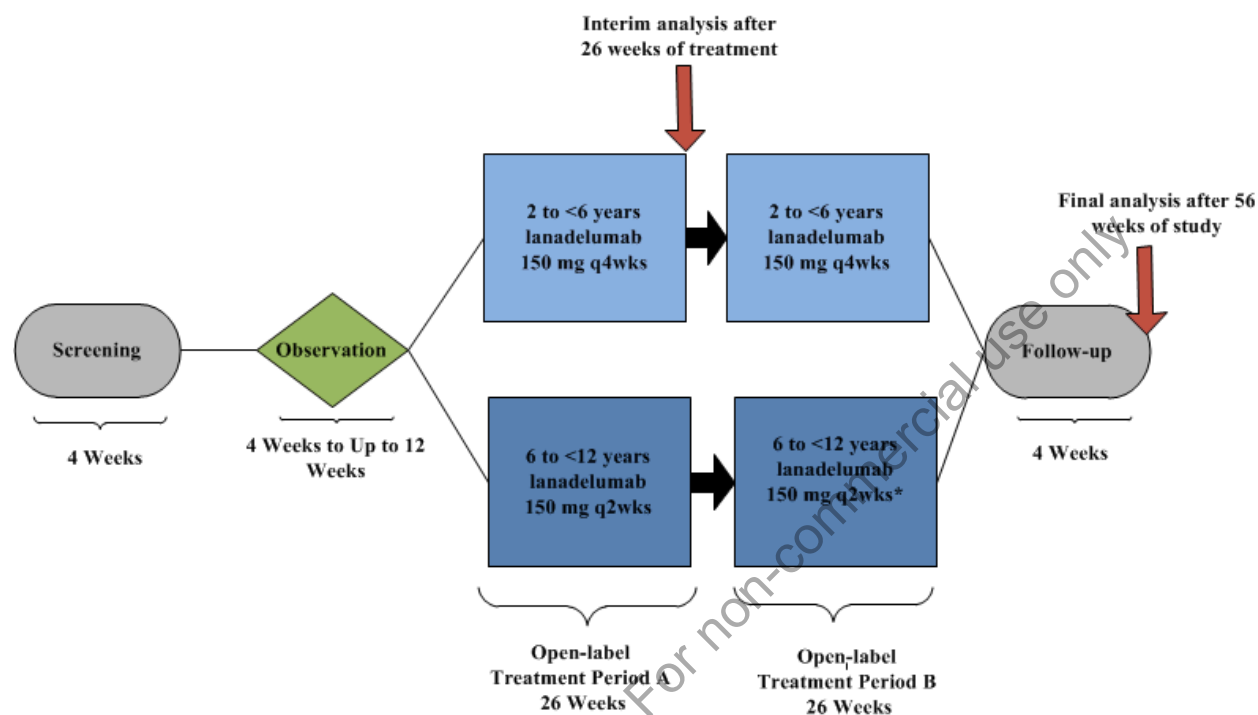 Interim analysis after
26 weeks of treatment
2 to <6 years
lanadelumab
150 mg q4wks
2 to <6 years
lanadelumab
150 mg q4wks
Final analysis after 56
weeks of study
Screening
Observation
Follow-up
4 Weeks
4 Weeks to Up to 12
Weeks
6 to <12 years
lanadelumab
150 mg q2wks
6 to <12 years
lanadelumab
150 mg q2wks*
4 Weeks
Open-label
Treatment Period A
26 Weeks
Open-label
Treatment Period B
26 Weeks
For non-commercial use only